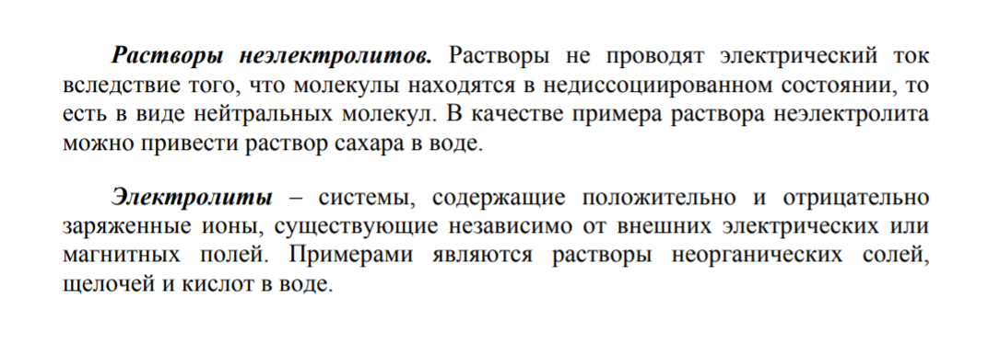 Растворы неэлектролитов. Растворы не проводят электрический ток
вследствие того, что молекулы находятся в недиссоциированном состоянии, то
есть в виде нейтральных молекул. В качестве примера раствора неэлектролита
можно привести раствор сахара в воде.
Электролиты – системы, содержащие положительно и отрицательно
заряженные ионы, существующие независимо от внешних электрических или
магнитных полей. Примерами являются растворы неорганических солей,
щелочей и кислот в воде.